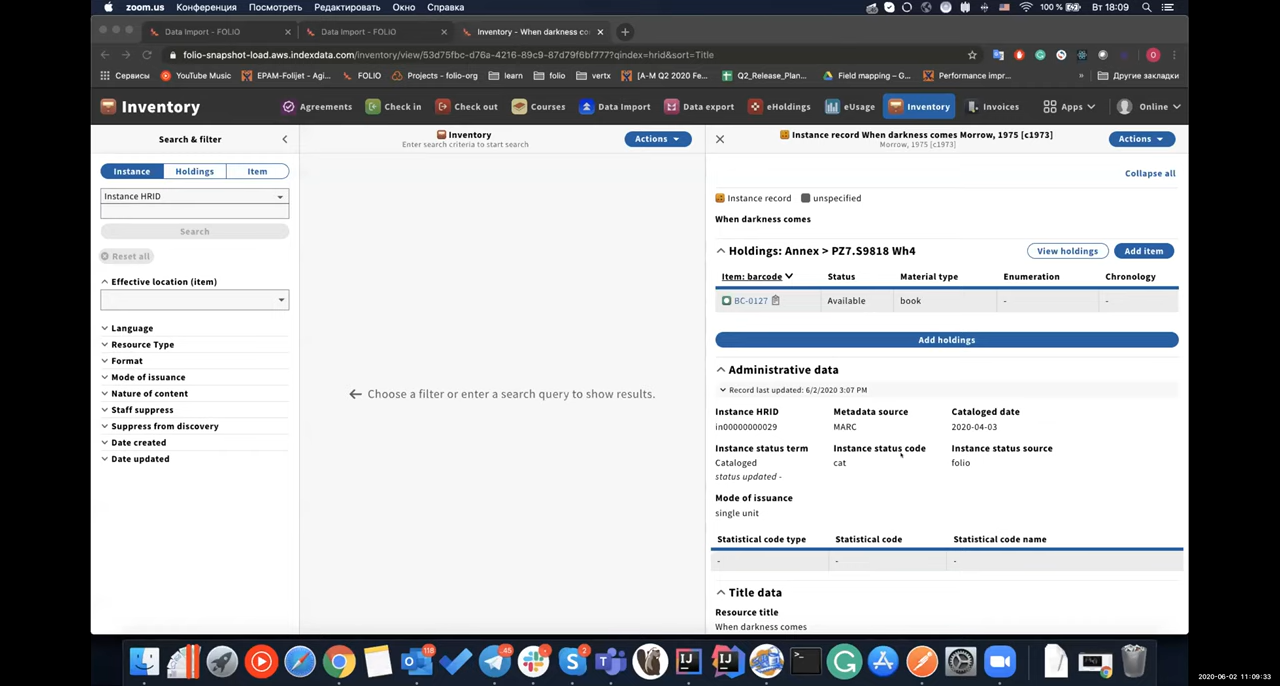 zoom.us Конференция Посмотреть Редактировать Окно Справка 100 % Вт 18:09
Data Import - FOLIO Data Import - FOLIO Inventory - When darkness co
folio-snapshot-load.aws.indexdata.com/inventory/view/53d75fbc-d76a-4216-89c9-87d79f6bf777?qindex=hrid&sort=Title
Сервисы YouTube Music EPAM-Folijet - Agi... FOLIO Projects - folio-org learn folio vertx [A-M Q2 2020 Fe... Q2_Release_Plan... Field mapping – G... Performance impr... » Другие закладки
Inventory Agreements Check in Check out Courses Data Import Data export eHoldings eUsage Inventory Invoices Apps Online
Search & filter
Instance Holdings Item
Instance HRID
Search
Reset all
Effective location (item)
Language
Resource Type
Format
Mode of issuance
Nature of content
Staff suppress
Suppress from discovery
Date created
Date updated
Inventory
Enter search criteria to start search
Actions
Choose a filter or enter a search query to show results.
Instance record When darkness comes Morrow, 1975 [c1973]
Morrow, 1975 [c1973]
Actions
Collapse all
Instance record unspecified
When darkness comes
Holdings: Annex > PZ7.S9818 Wh4 View holdings Add item
Item: barcode Status Material type Enumeration Chronology
BC-0127 Available book - -
Add holdings
Administrative data
Record last updated: 6/2/2020 3:07 PM
Instance HRID Metadata source Cataloged date
in00000000029 MARC 2020-04-03
Instance status term Instance status code Instance status source
Cataloged cat folio
status updated -
Mode of issuance
single unit
Statistical code type Statistical code Statistical code name
- - -
Title data
Resource title
When darkness comes
2020-06-02 11:09:33